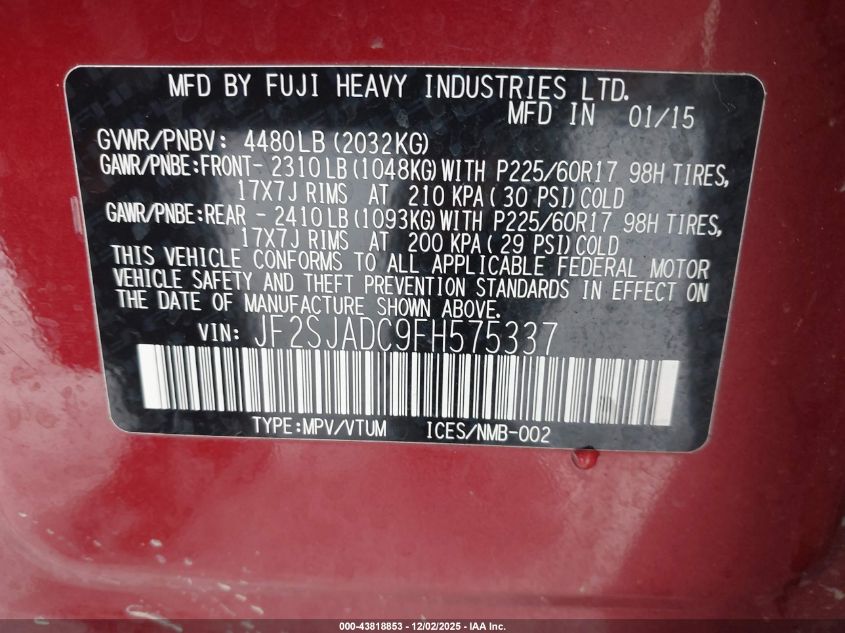 MFD BY FUJI HEAVY INDUSTRIES LTD.
MFD IN 01/15
GVWR/PNBV: 4480LB (2032KG)
GAWR/PNBE:FRONT- 2310LB (1048KG) WITH P225/60R17 98H TIRES,
17X7J RIMS AT 210 KPA ( 30 PSI) COLD
GAWR/PNBE:REAR - 2410LB (1093KG) WITH P225/60R17 98H TIRES,
17X7J RIMS AT 200 KPA ( 29 PSI) COLD
THIS VEHICLE CONFORMS TO ALL APPLICABLE FEDERAL MOTOR
VEHICLE SAFETY AND THEFT PREVENTION STANDARDS IN EFFECT ON
THE DATE OF MANUFACTURE SHOWN ABOVE.
VIN: JF2SJADC9FH575337
TYPE:MPV/VTUM ICES/NMB-002
000-43818853 - 12/02/2025 - IAA Inc.